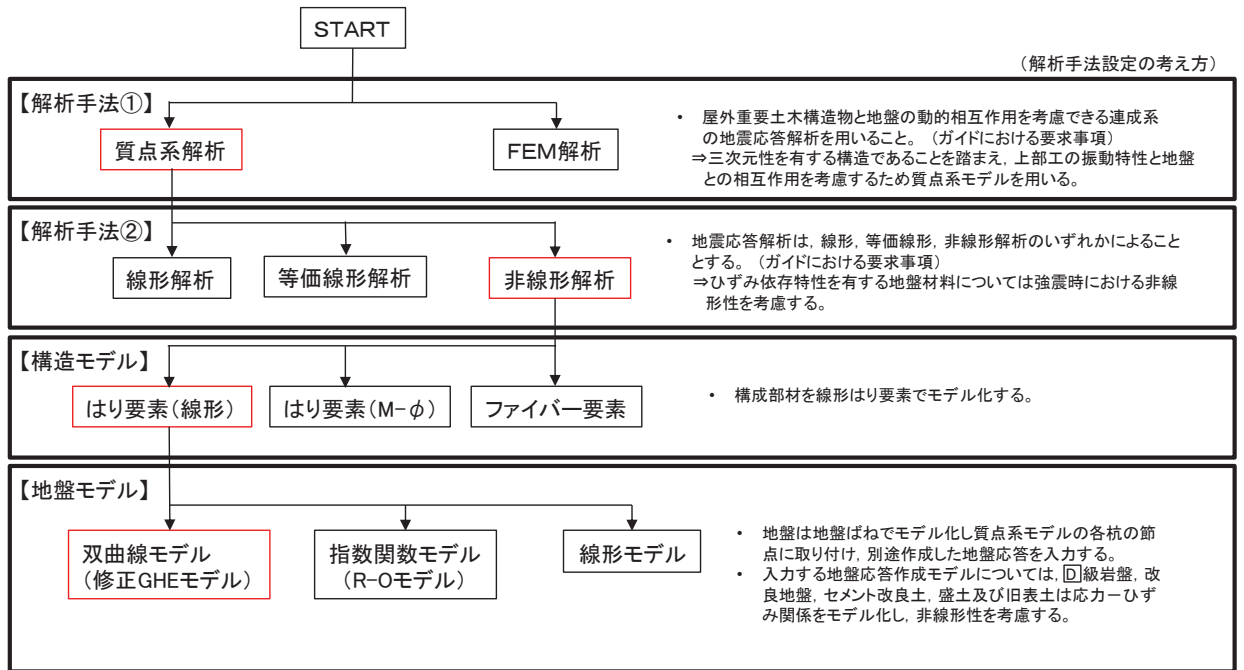 START
（解析手法設定の考え方）
【解析手法①】
質点系解析
FEM解析
・ 屋外重要土木構造物と地盤の動的相互作用を考慮できる連成系
の地震応答解析を用いること。（ガイドにおける要求事項）
⇒三次元性を有する構造であることを踏まえ，上部工の振動特性と地盤
との相互作用を考慮するため質点系モデルを用いる。
【解析手法②】
線形解析
等価線形解析
非線形解析
・ 地震応答解析は，線形，等価線形，非線形解析のいずれかによること
とする。（ガイドにおける要求事項）
⇒ひずみ依存特性を有する地盤材料については強震時における非線
形性を考慮する。
【構造モデル】
はり要素（線形）
はり要素（M-φ）
ファイバー要素
・ 構成部材を線形はり要素でモデル化する。
【地盤モデル】
双曲線モデル
（修正GHEモデル）
指数関数モデル
（R-Oモデル）
線形モデル
・ 地盤は地盤ばねでモデル化し質点系モデルの各杭の節
点に取り付け，別途作成した地盤応答を入力する。
・ 入力する地盤応答作成モデルについては，D級岩盤，改
良地盤，セメント改良土，盛土及び旧表土は応力－ひず
み関係をモデル化し，非線形性を考慮する。